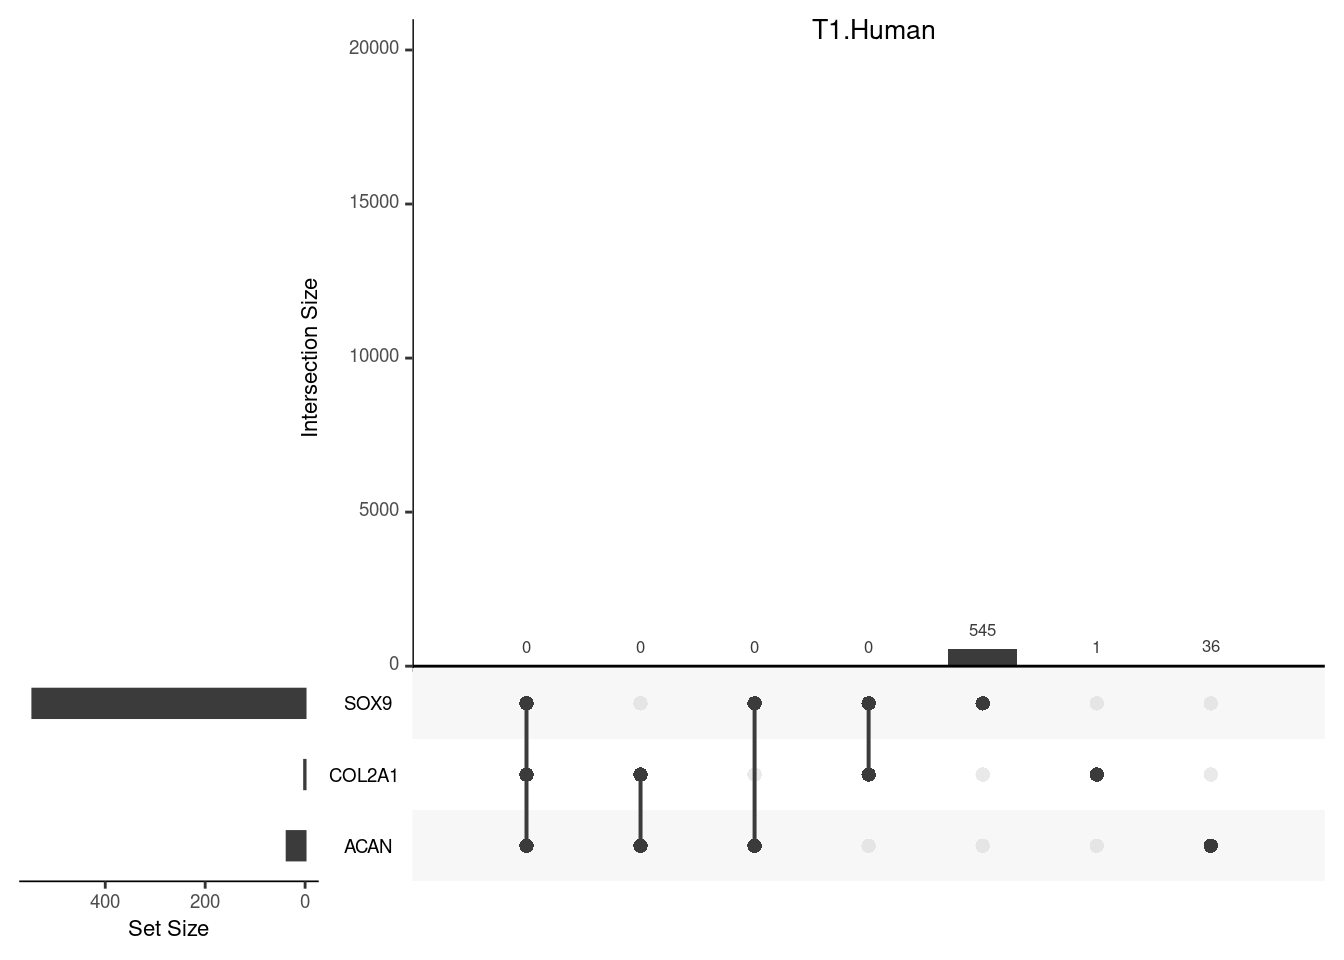 T1.Human
20000
15000
10000
5000
0
Intersection Size
0 0 0 0 545 1 36
SOX9
COL2A1
ACAN
400 200 0
Set Size